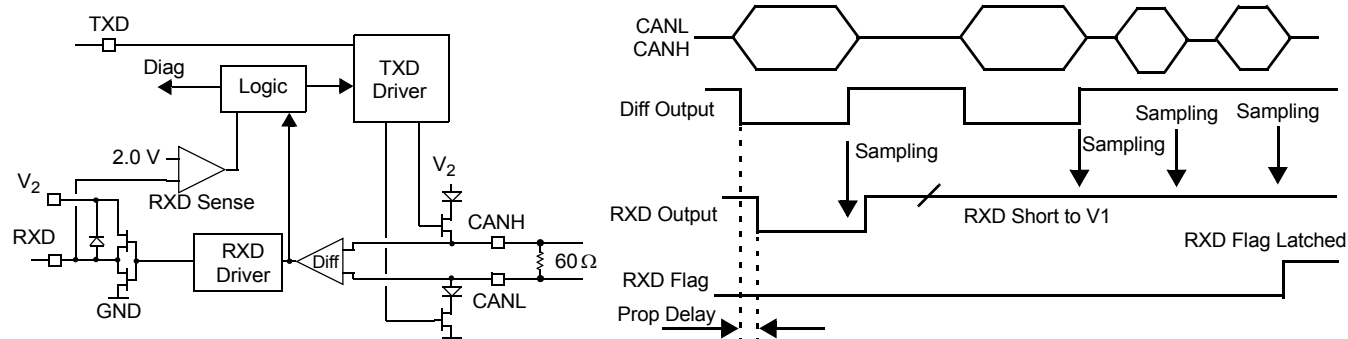 TXD
Diag
Logic
TXD
Driver
2.0 V
V2
RXD Sense
V2
RXD
RXD
Driver
Diff
CANH
60 Ω
CANL
GND
CANL
CANH
Diff Output
Sampling
Sampling
Sampling
Sampling
RXD Output
RXD Short to V1
RXD Flag Latched
RXD Flag
Prop Delay